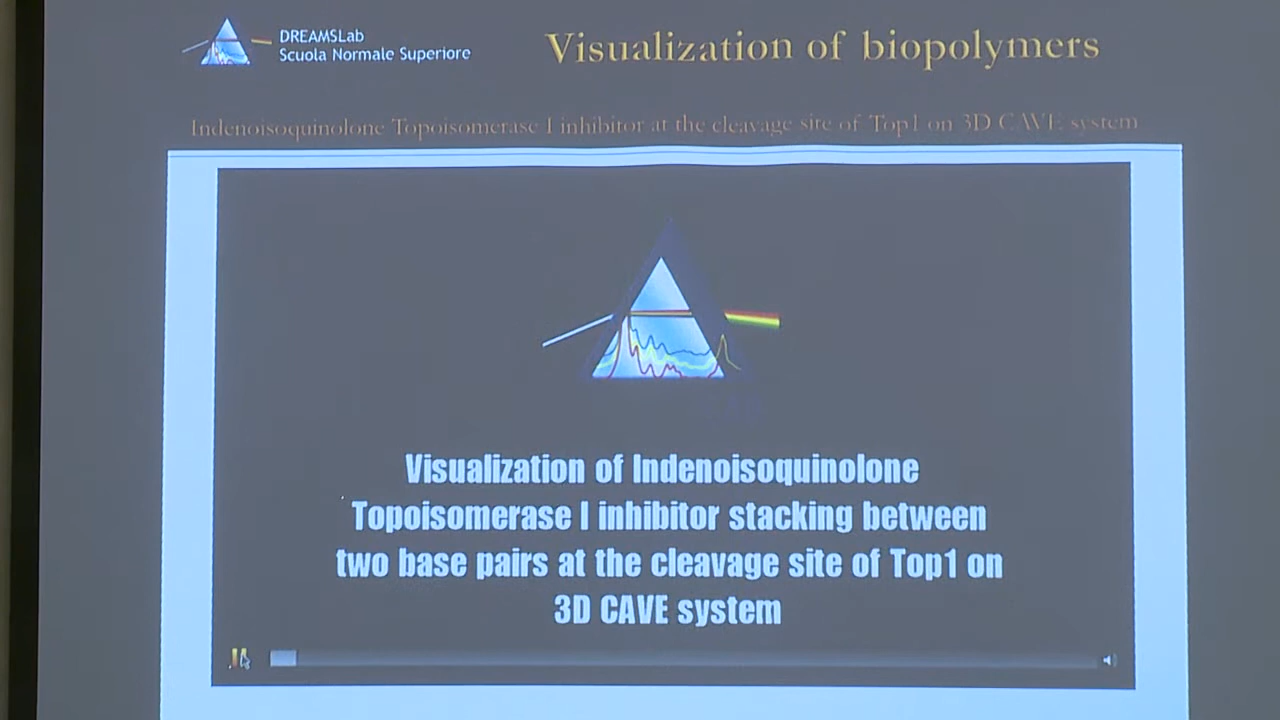 DREAMSLab
Scuola Normale Superiore
Visualization of biopolymers
Indenoisoquinolone Topoisomerase I inhibitor at the cleavage site of Top1 on 3D CAVE system
Visualization of Indenoisoquinolone
Topoisomerase I inhibitor stacking between
two base pairs at the cleavage site of Top1 on
3D CAVE system